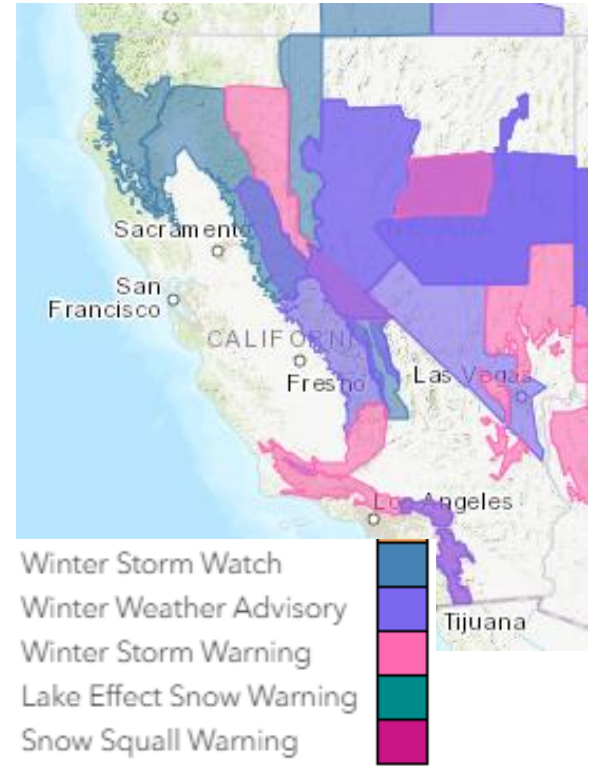 Sacramento
San
Francisco
CALIFORNI
Fresno
Las Vegas
Los Angeles
Tijuana
Winter Storm Watch
Winter Weather Advisory
Winter Storm Warning
Lake Effect Snow Warning
Snow Squall Warning